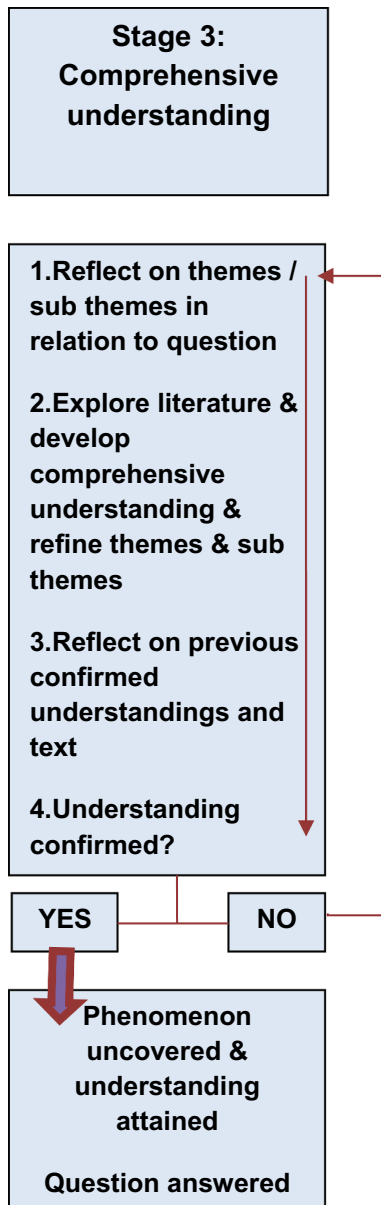 Stage 3:
Comprehensive
understanding
1.Reflect on themes /
sub themes in
relation to question
2.Explore literature &
develop
comprehensive
understanding &
refine themes & sub
themes
3.Reflect on previous
confirmed
understandings and
text
4.Understanding
confirmed?
YES
NO
Phenomenon
uncovered &
understanding
attained
Question answered